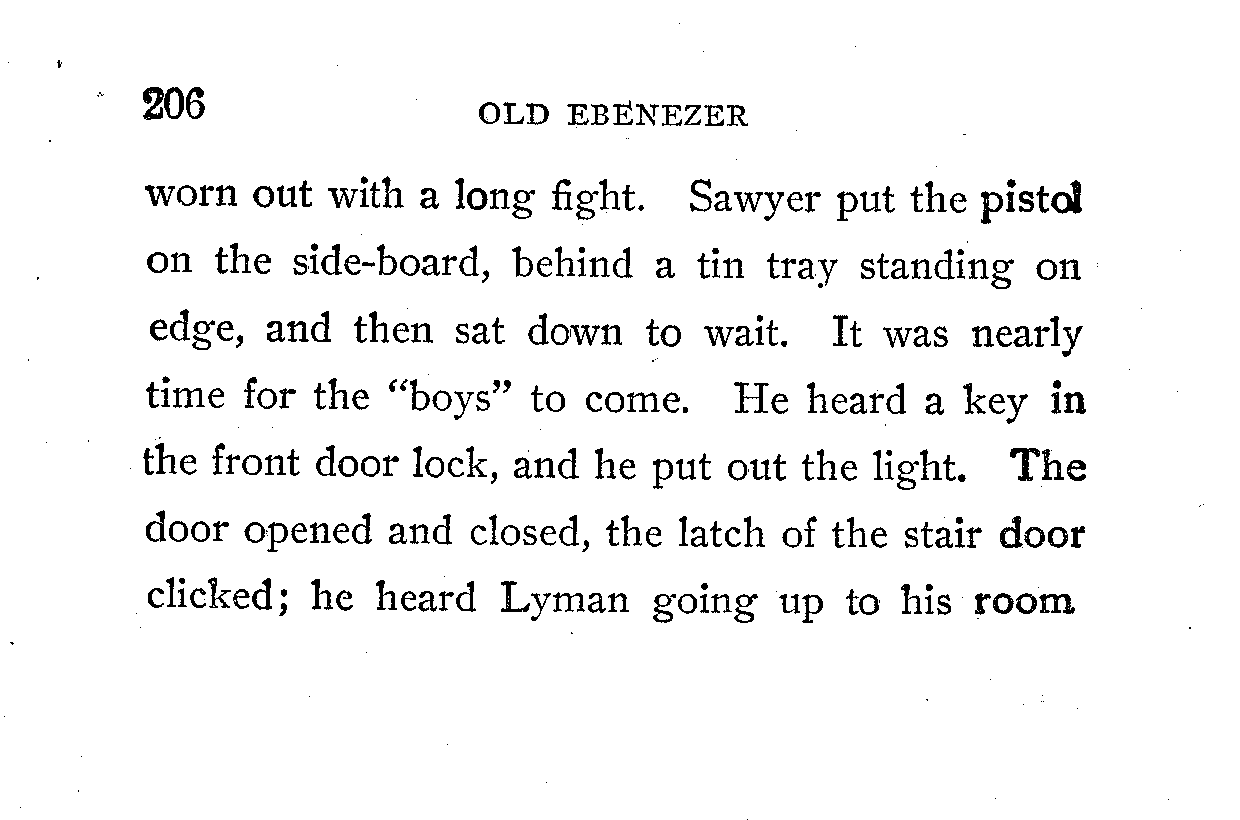 206 OLD EBENEZER
worn out with a long fight. Sawyer put the pistol
on the side-board, behind a tin tray standing on
edge, and then sat down to wait. It was nearly
time for the "boys" to come. He heard a key in
the front door lock, and he put out the light. The
door opened and closed, the latch of the stair door
clicked; he heard Lyman going up to his room